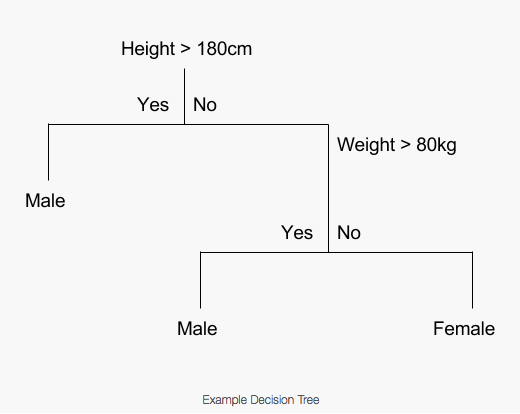 Height > 180cm
Yes No
Weight > 80kg
Male
Yes No
Male Female
Example Decision Tree